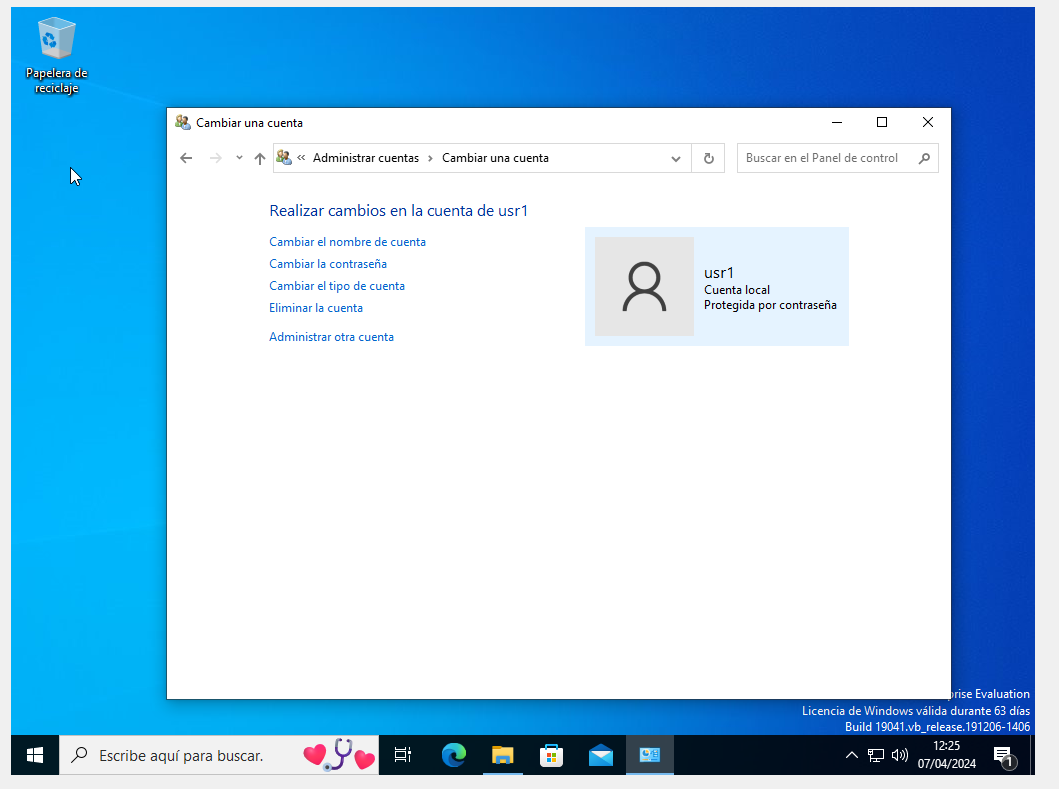 Papelera de
reciclaje
Cambiar una cuenta
« Administrar cuentas › Cambiar una cuenta
Buscar en el Panel de control
Realizar cambios en la cuenta de usr1
Cambiar el nombre de cuenta
Cambiar la contraseña
Cambiar el tipo de cuenta
Eliminar la cuenta
Administrar otra cuenta
usr1
Cuenta local
Protegida por contraseña
Evaluation
Licencia de Windows válida durante 63 días
Build 19041.vb_release.191206-1406
Escribe aquí para buscar.
12:25
07/04/2024
1